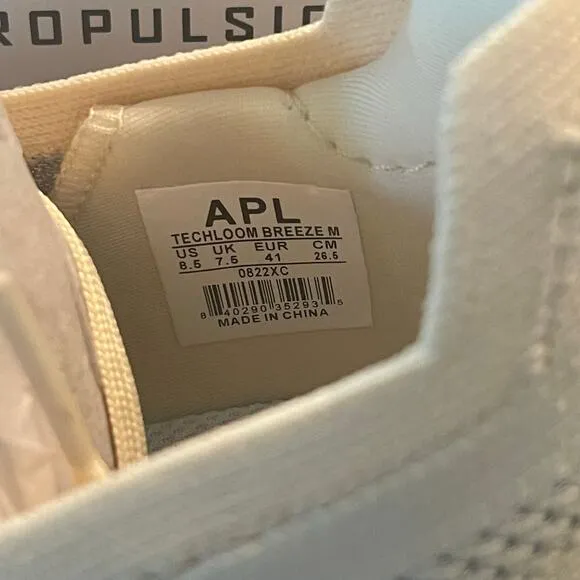 ROPULSIO
APL
TECHLOOM BREEZE M
US UK EUR CM
8.5 7.5 41 26.5
0822XC
8 40290 35293 5
MADE IN CHINA